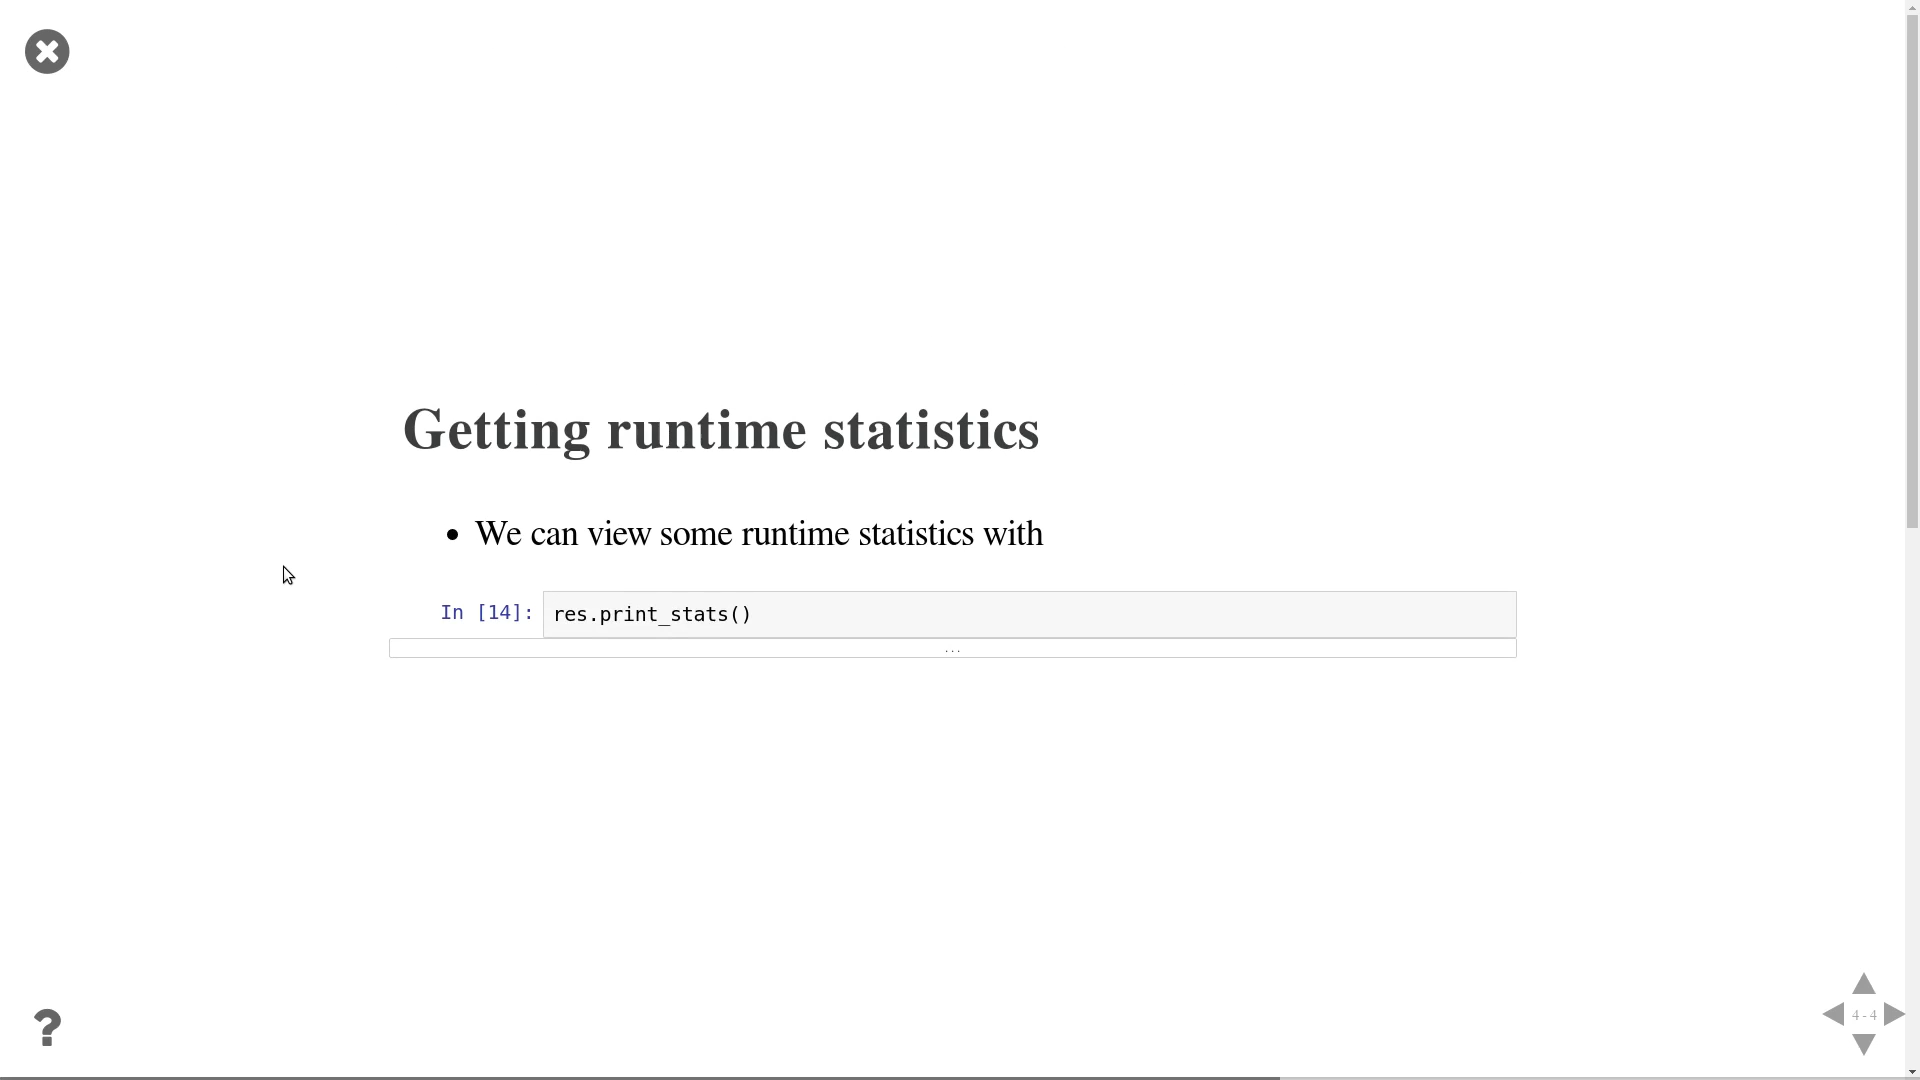 Getting runtime statistics
• We can view some runtime statistics with
In [14]: res.print_stats()
...
4-4
?